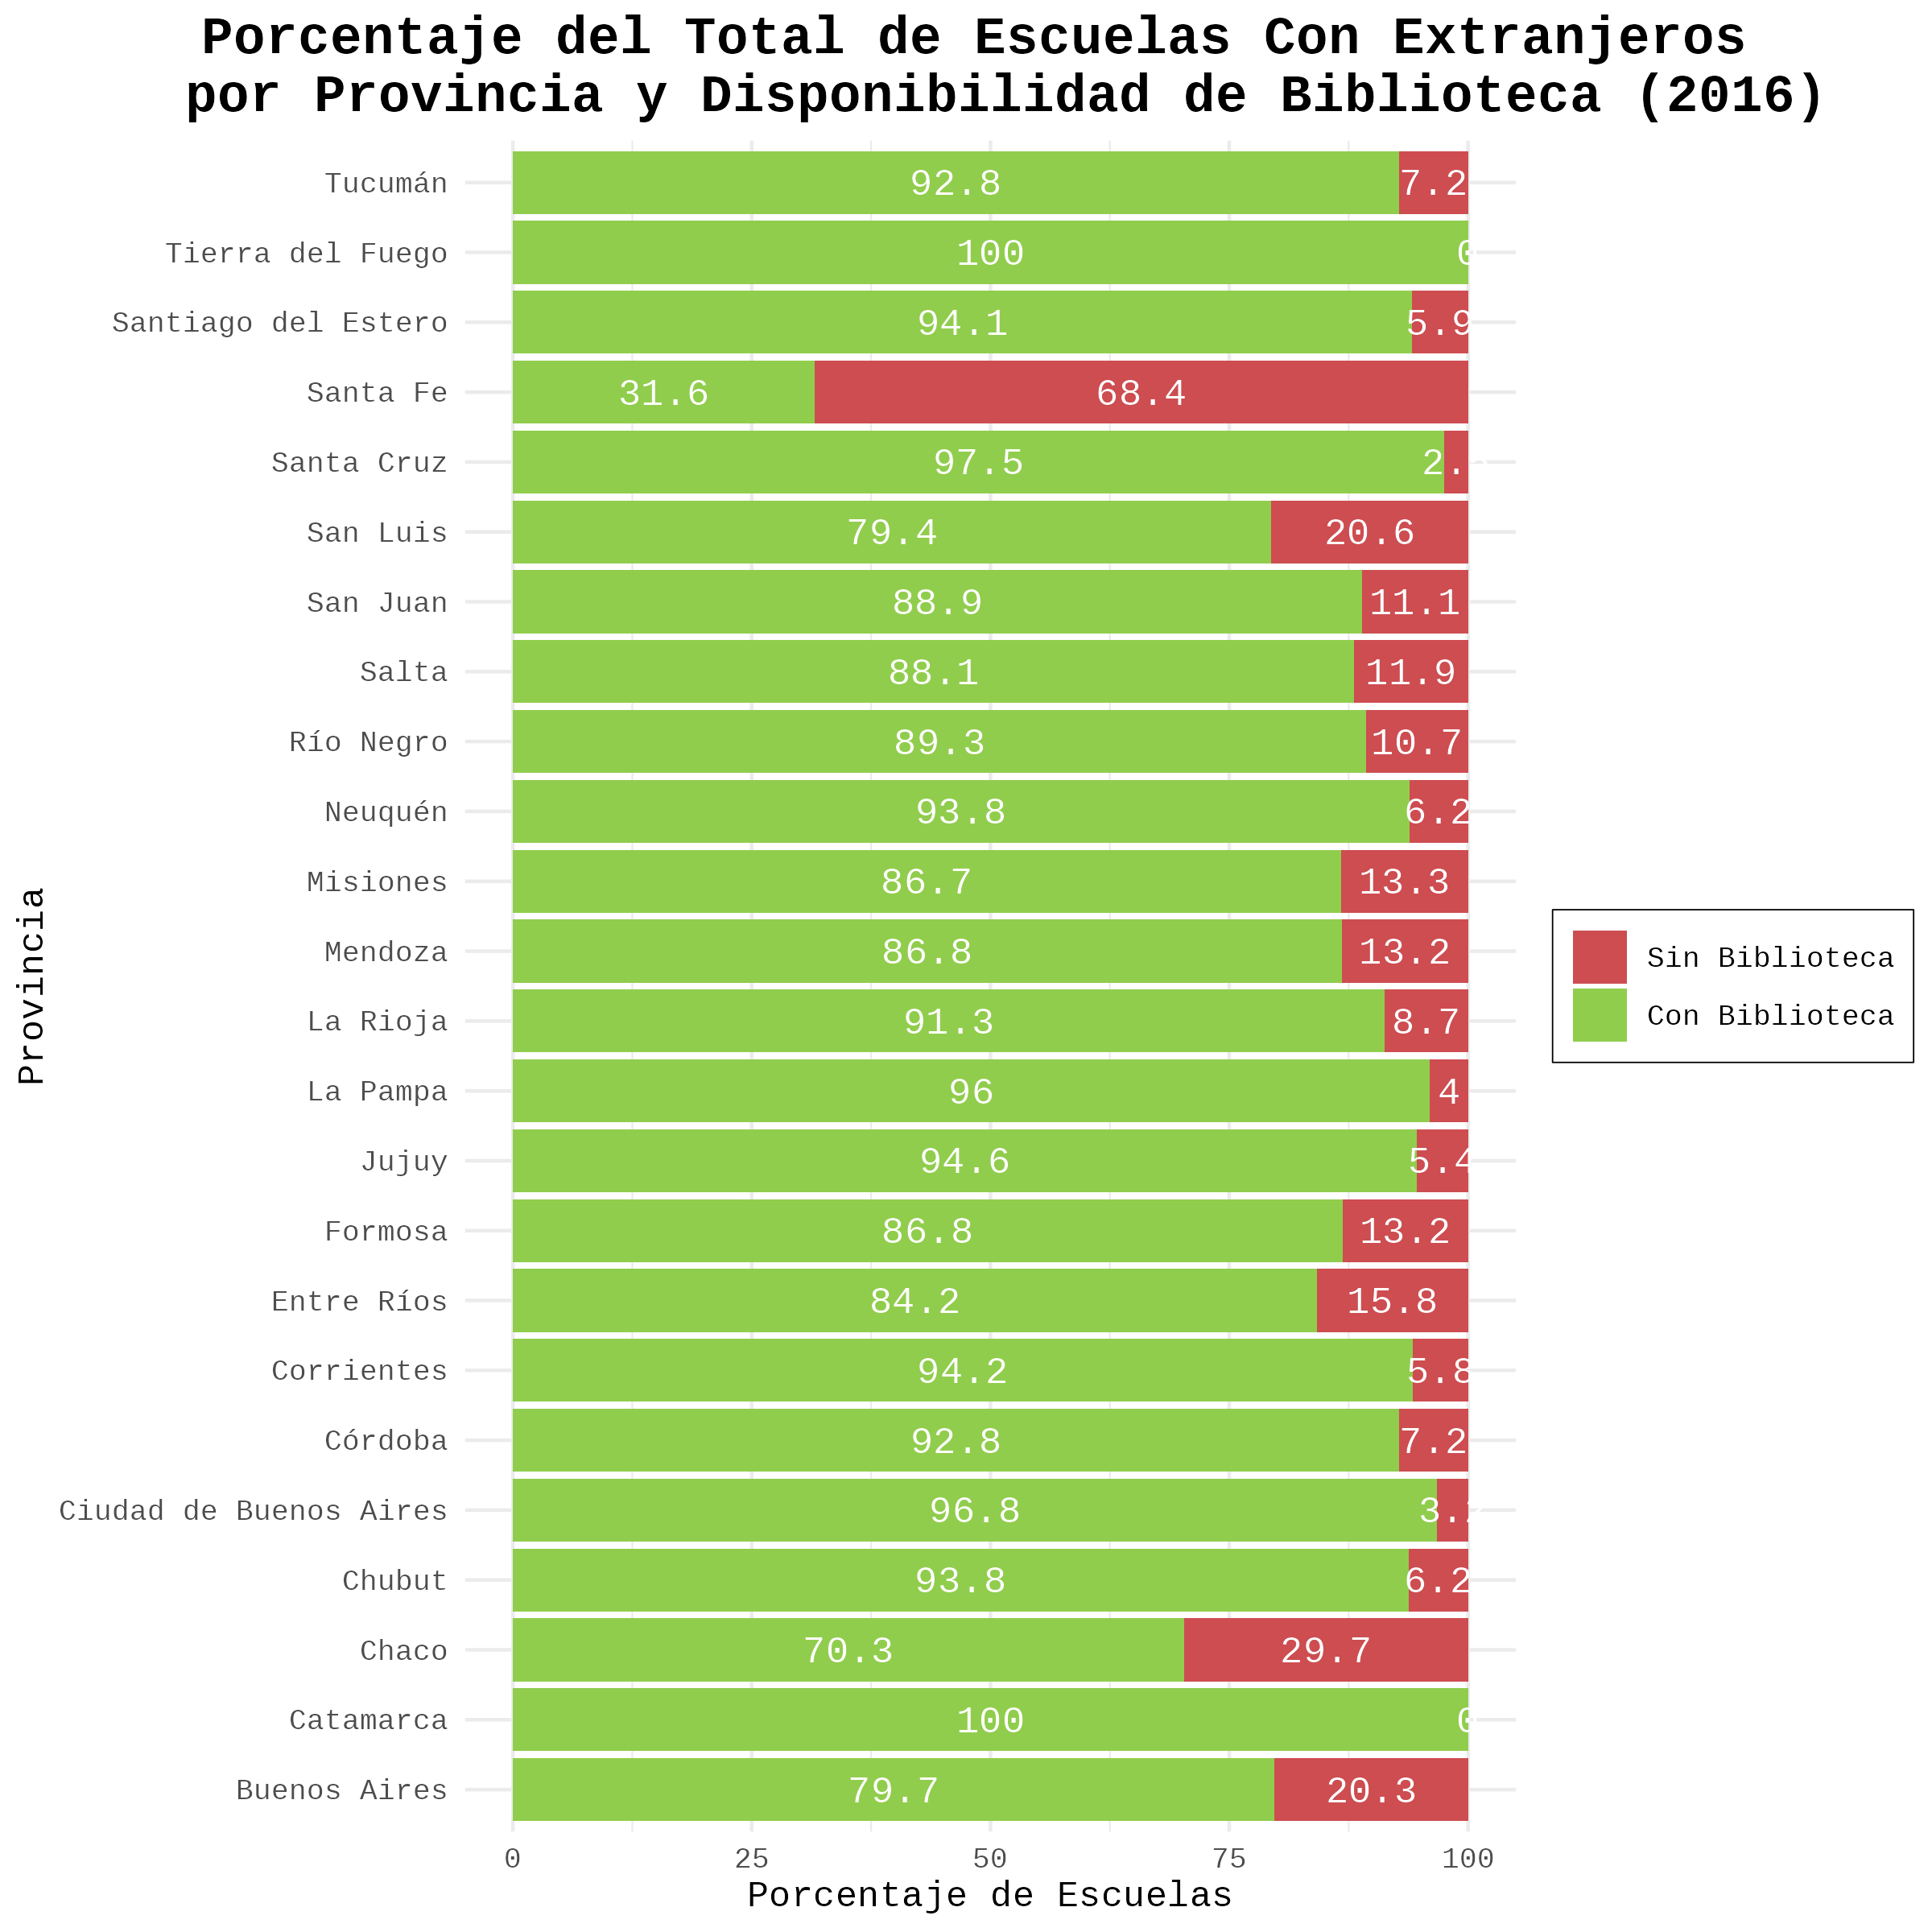 Porcentaje del Total de Escuelas Con Extranjeros
por Provincia y Disponibilidad de Biblioteca (2016)
Tucumán 92.8 7.2
Tierra del Fuego 100 0
Santiago del Estero 94.1 5.9
Santa Fe 31.6 68.4
Santa Cruz 97.5 2.
San Luis 79.4 20.6
San Juan 88.9 11.1
Salta 88.1 11.9
Río Negro 89.3 10.7
Neuquén 93.8 6.2
Misiones 86.7 13.3
Mendoza 86.8 13.2
La Rioja 91.3 8.7
La Pampa 96 4
Jujuy 94.6 5.4
Formosa 86.8 13.2
Entre Ríos 84.2 15.8
Corrientes 94.2 5.8
Córdoba 92.8 7.2
Ciudad de Buenos Aires 96.8 3.2
Chubut 93.8 6.2
Chaco 70.3 29.7
Catamarca 100 0
Buenos Aires 79.7 20.3
0 25 50 75 100
Porcentaje de Escuelas
Provincia
Sin Biblioteca
Con Biblioteca